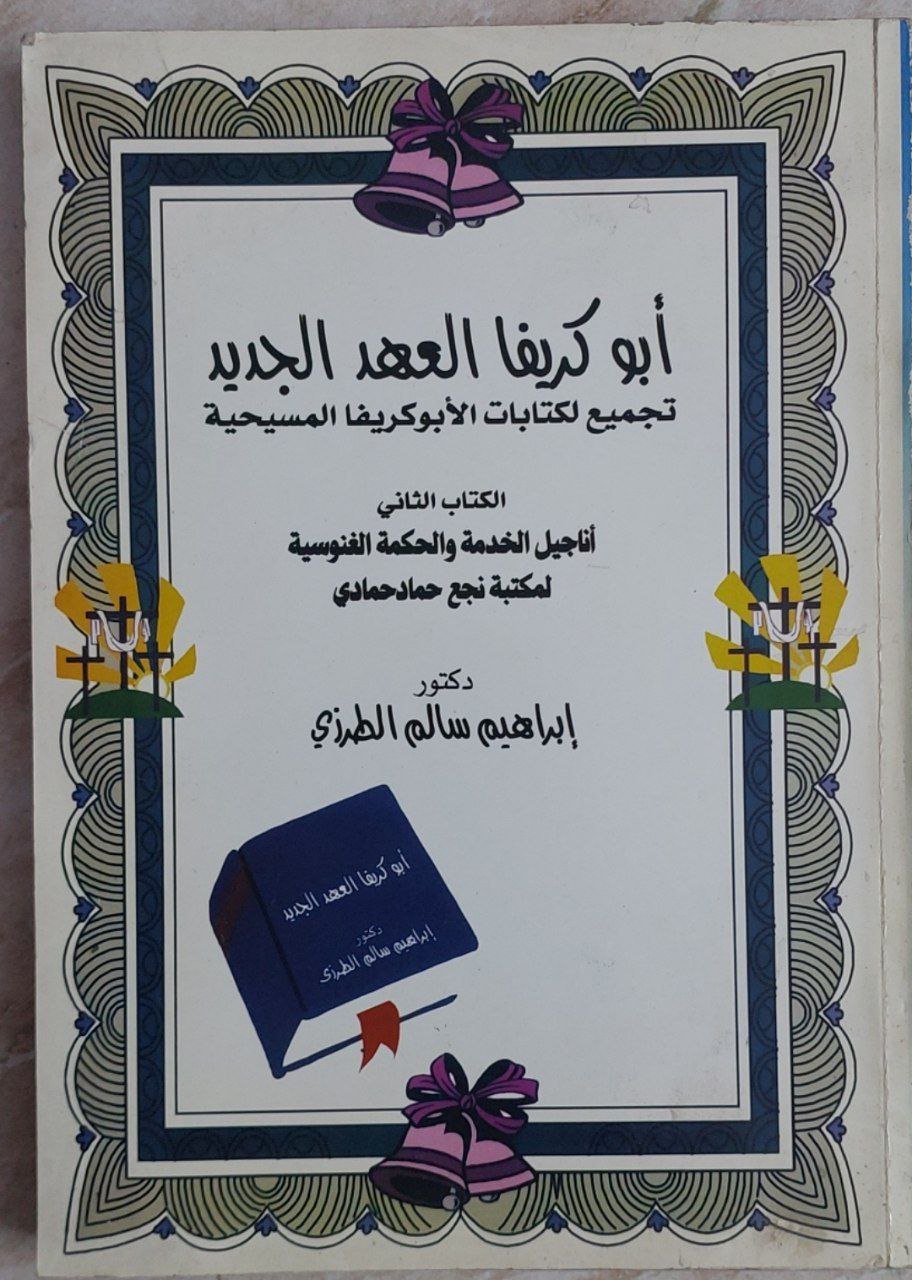 أبو كريفا العهد الجديد
تجميع لكتابات الأبوكريفا المسيحية
الكتاب الثاني
أناجيل الخدمة والحكمة الغنوسية
لمكتبة نجع حمادحمادي
دكتور
إبراهيم سالم الطرزي
أبو كريفا العهد الجديد
دكتور
إبراهيم سالم الطرزي